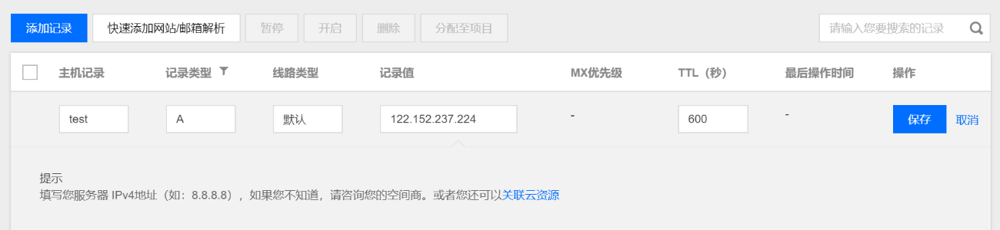 添加记录 快速添加网站/邮箱解析 暂停 开启 删除 分配至项目 请输入您要搜索的记录
主机记录 记录类型 线路类型 记录值 MX优先级 TTL（秒） 最后操作时间 操作
test A 默认 122.152.237.224 - 600 - 保存 取消
提示
填写您服务器 IPv4地址（如：8.8.8.8），如果您不知道，请咨询您的空间商。或者您还可以关联云资源